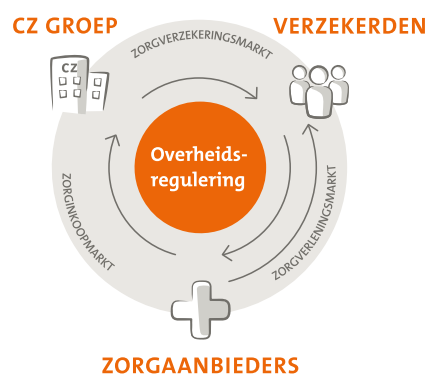 CZ GROEP
VERZEKERDEN
ZORGVERZEKERINGSMARKT
CZ
Overheids-
regulering
ZORGINKOOPMARKT
ZORGVERLENINGSMARKT
ZORGAANBIEDERS